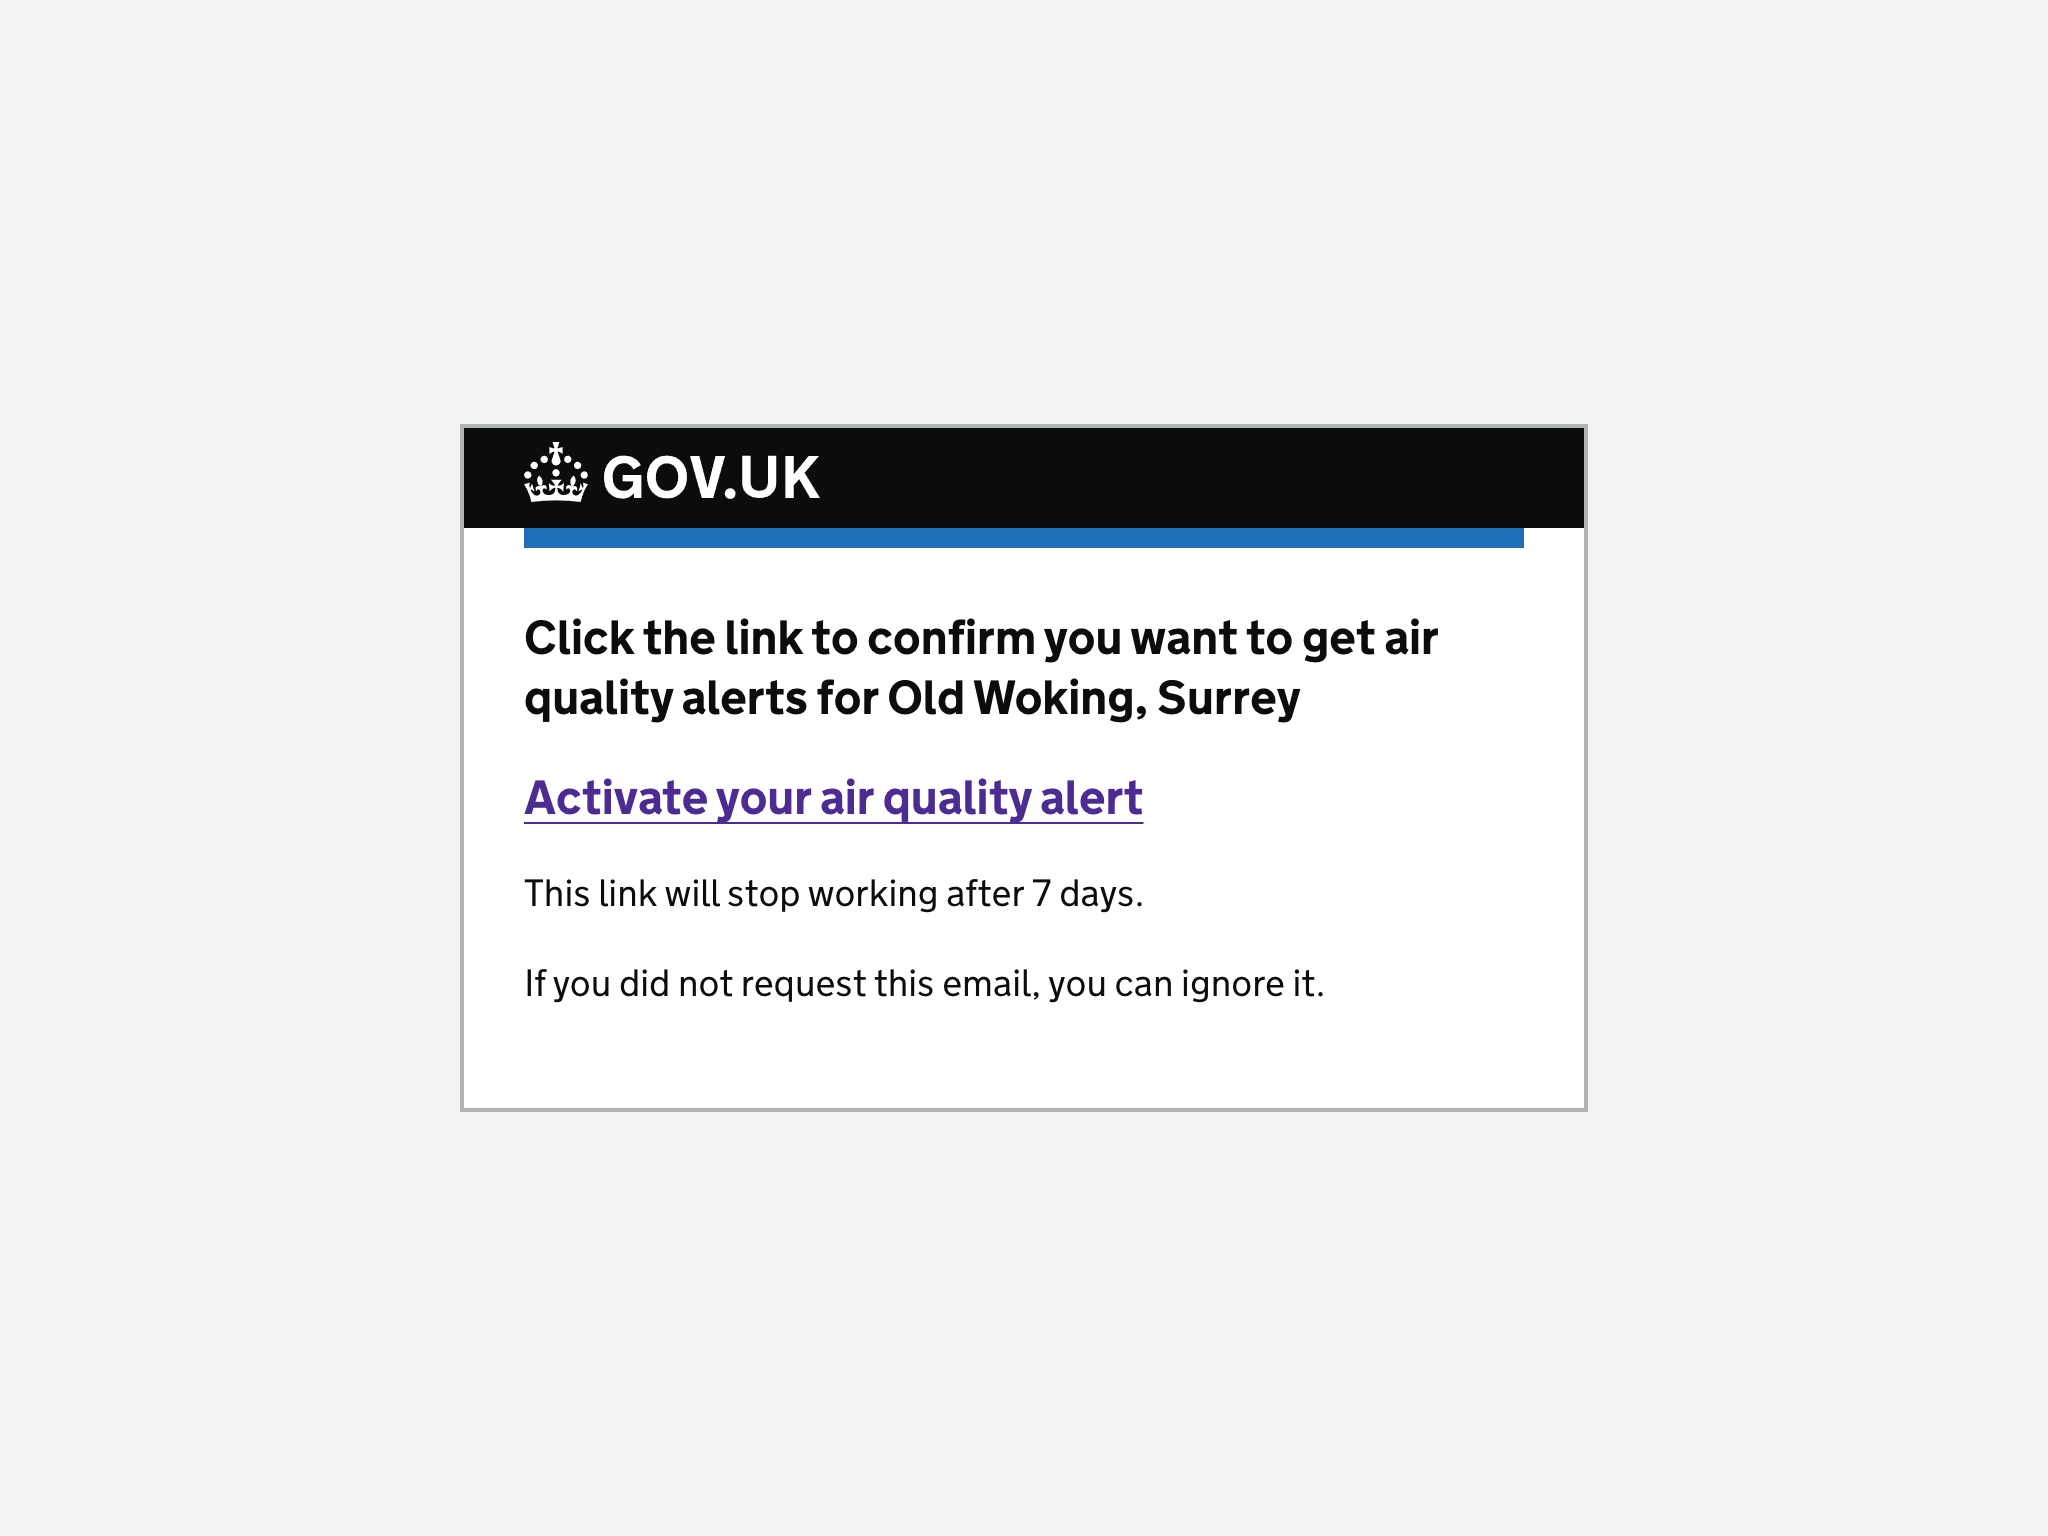 GOV.UK
Click the link to confirm you want to get air
quality alerts for Old Woking, Surrey
Activate your air quality alert
This link will stop working after 7 days.
If you did not request this email, you can ignore it.